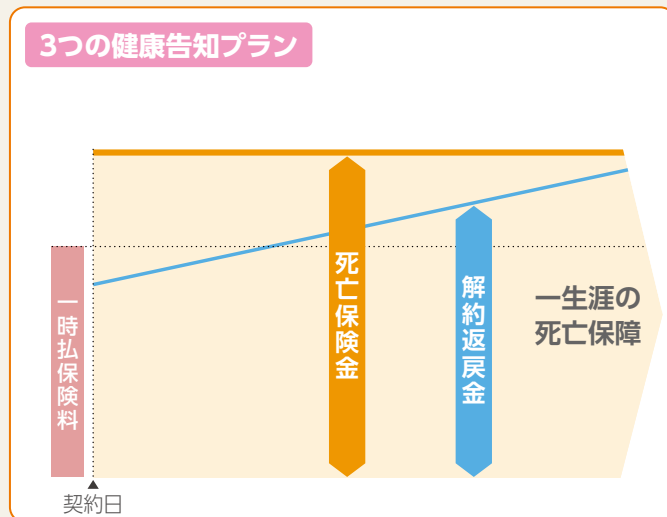 3つの健康告知プラン
一時払保険料
死亡保険金
解約返戻金
一生涯の
死亡保障
契約日